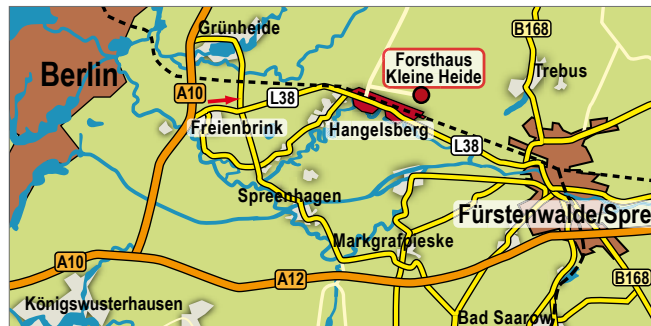 Grünheide
B168
Berlin
Forsthaus
Kleine Heide
Trebus
A10
L38
Freienbrink
Hangelsberg
L38
Spreenhagen
Fürstenwalde/Spre
Markgrafpieske
A10
A12
B168
Königswusterhausen
Bad Saarow